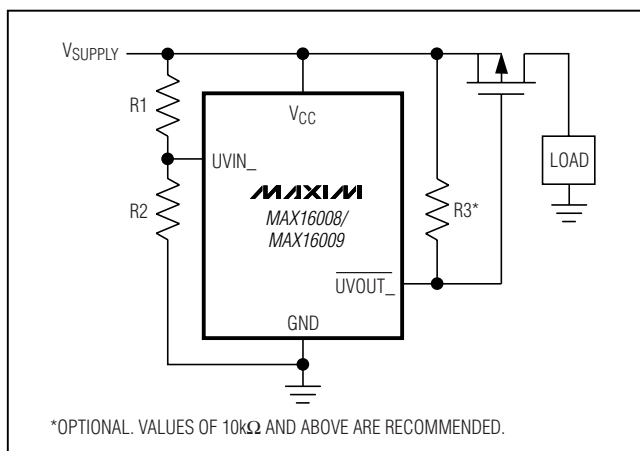 VSUPPLY
R1
VCC
UVIN_
LOAD
MAXIM
R2
MAX16008/
MAX16009
R3*
UVOUT_
GND
*OPTIONAL. VALUES OF 10kΩ AND ABOVE ARE RECOMMENDED.